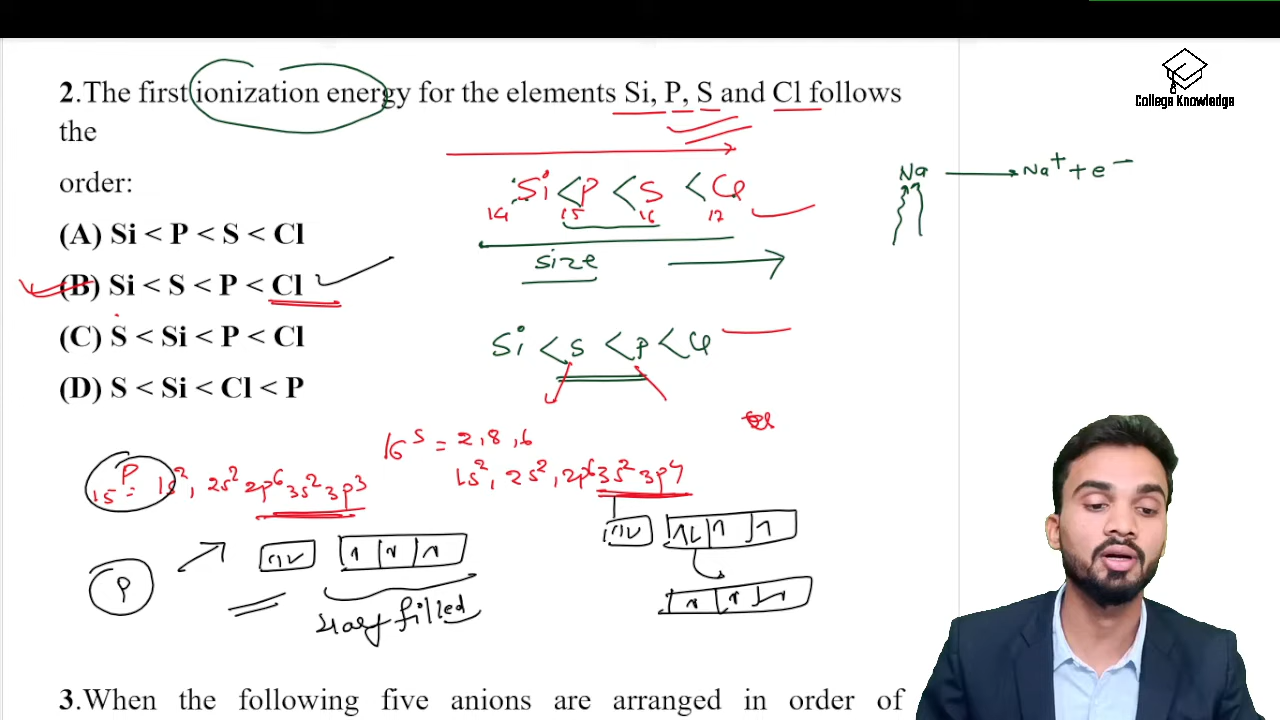 2.The first ionization energy for the elements Si, P, S and Cl follows
the
order:
College Knowledge
Na → Na+ + e−
Si < P < S < Cl
14 15 16 17
size
(A) Si < P < S < Cl
(B) Si < S < P < Cl
(C) S < Si < P < Cl
(D) S < Si < Cl < P
Si < S < P < Cl
16 S = 2,8,6
1s2, 2s2, 2p6 3s2 3p4
15 P = 1s2, 2s2 2p6 3s2 3p3
P
filled
3.When the following five anions are arranged in order of